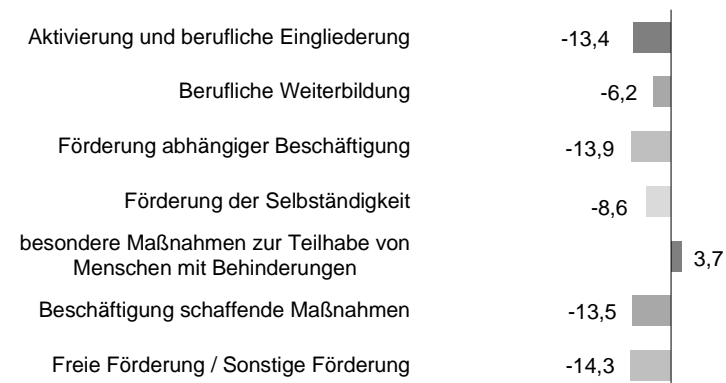 Aktivierung und berufliche Eingliederung -13,4
Berufliche Weiterbildung -6,2
Förderung abhängiger Beschäftigung -13,9
Förderung der Selbständigkeit -8,6
besondere Maßnahmen zur Teilhabe von
Menschen mit Behinderungen 3,7
Beschäftigung schaffende Maßnahmen -13,5
Freie Förderung / Sonstige Förderung -14,3